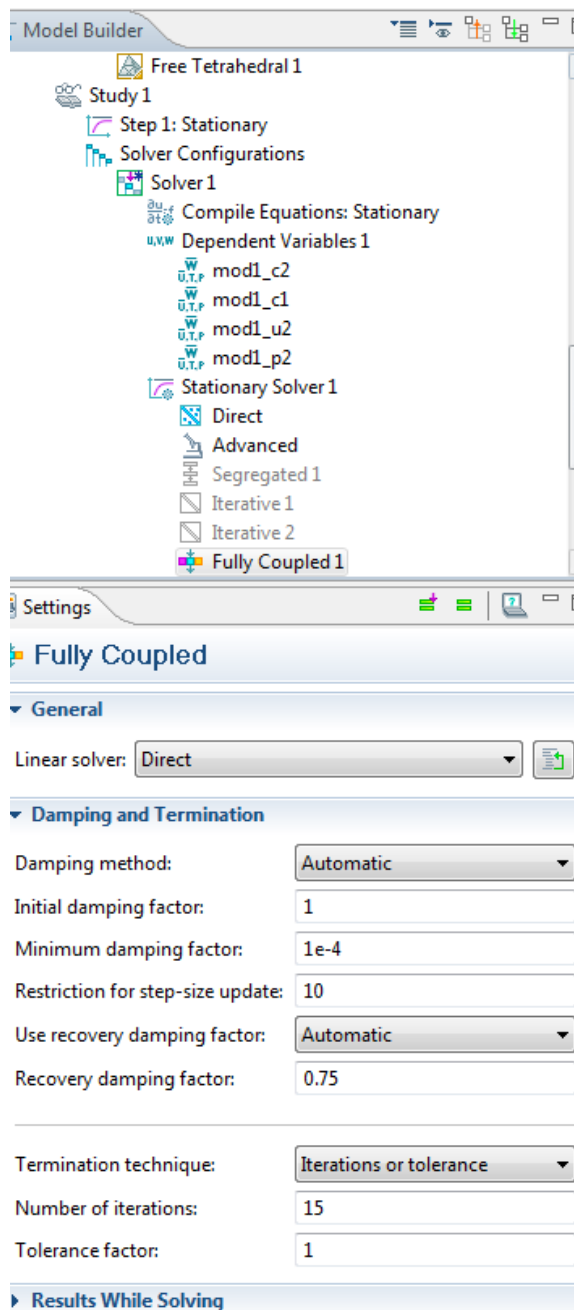 Model Builder
Free Tetrahedral 1
Study 1
Step 1: Stationary
Solver Configurations
Solver 1
Compile Equations: Stationary
u,v,w Dependent Variables 1
mod1_c2
mod1_c1
mod1_u2
mod1_p2
Stationary Solver 1
Direct
Advanced
Segregated 1
Iterative 1
Iterative 2
Fully Coupled 1
Settings
Fully Coupled
General
Linear solver: Direct
Damping and Termination
Damping method: Automatic
Initial damping factor: 1
Minimum damping factor: 1e-4
Restriction for step-size update: 10
Use recovery damping factor: Automatic
Recovery damping factor: 0.75
Termination technique: Iterations or tolerance
Number of iterations: 15
Tolerance factor: 1
Results While Solving